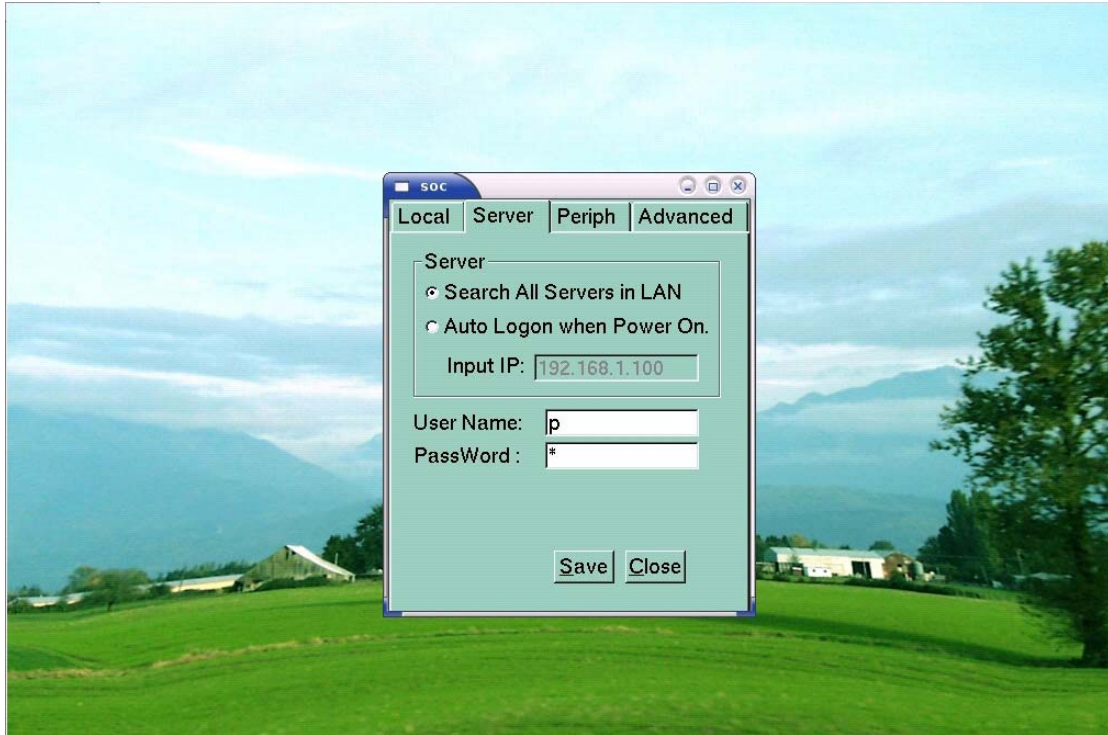 soc
Local Server Periph Advanced
Server
Search All Servers in LAN
Auto Logon when Power On.
Input IP: 192.168.1.100
User Name: p
PassWord : *
Save Close